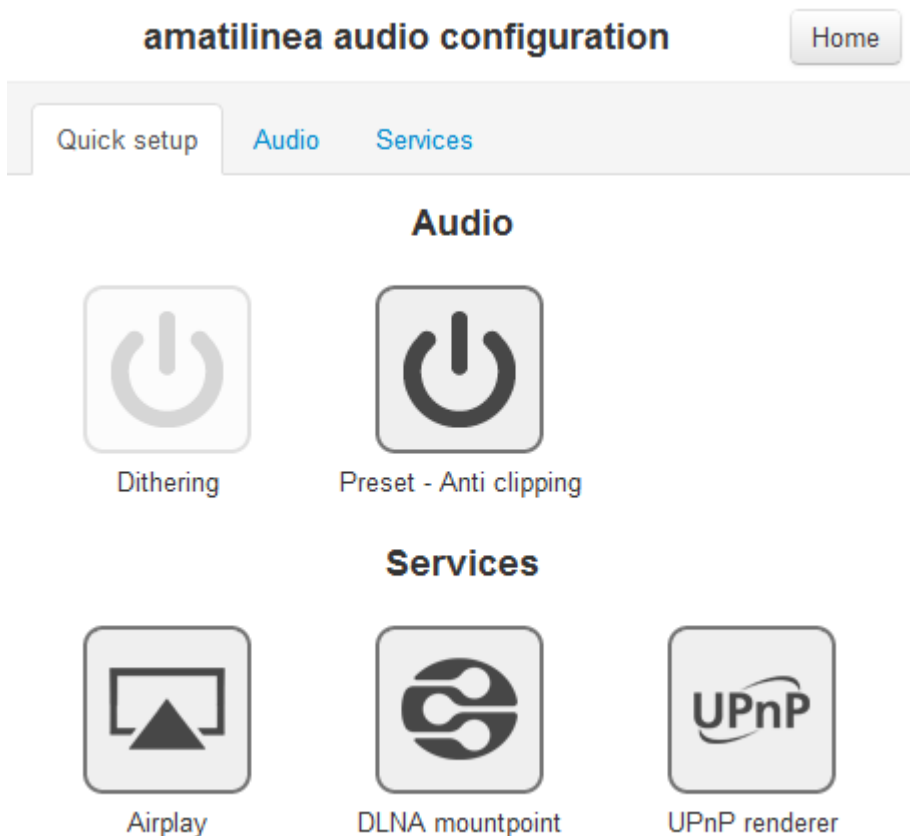 amatilinea audio configuration Home
Quick setup Audio Services
Audio
Dithering Preset - Anti clipping
Services
UPnP
Airplay DLNA mountpoint UPnP renderer